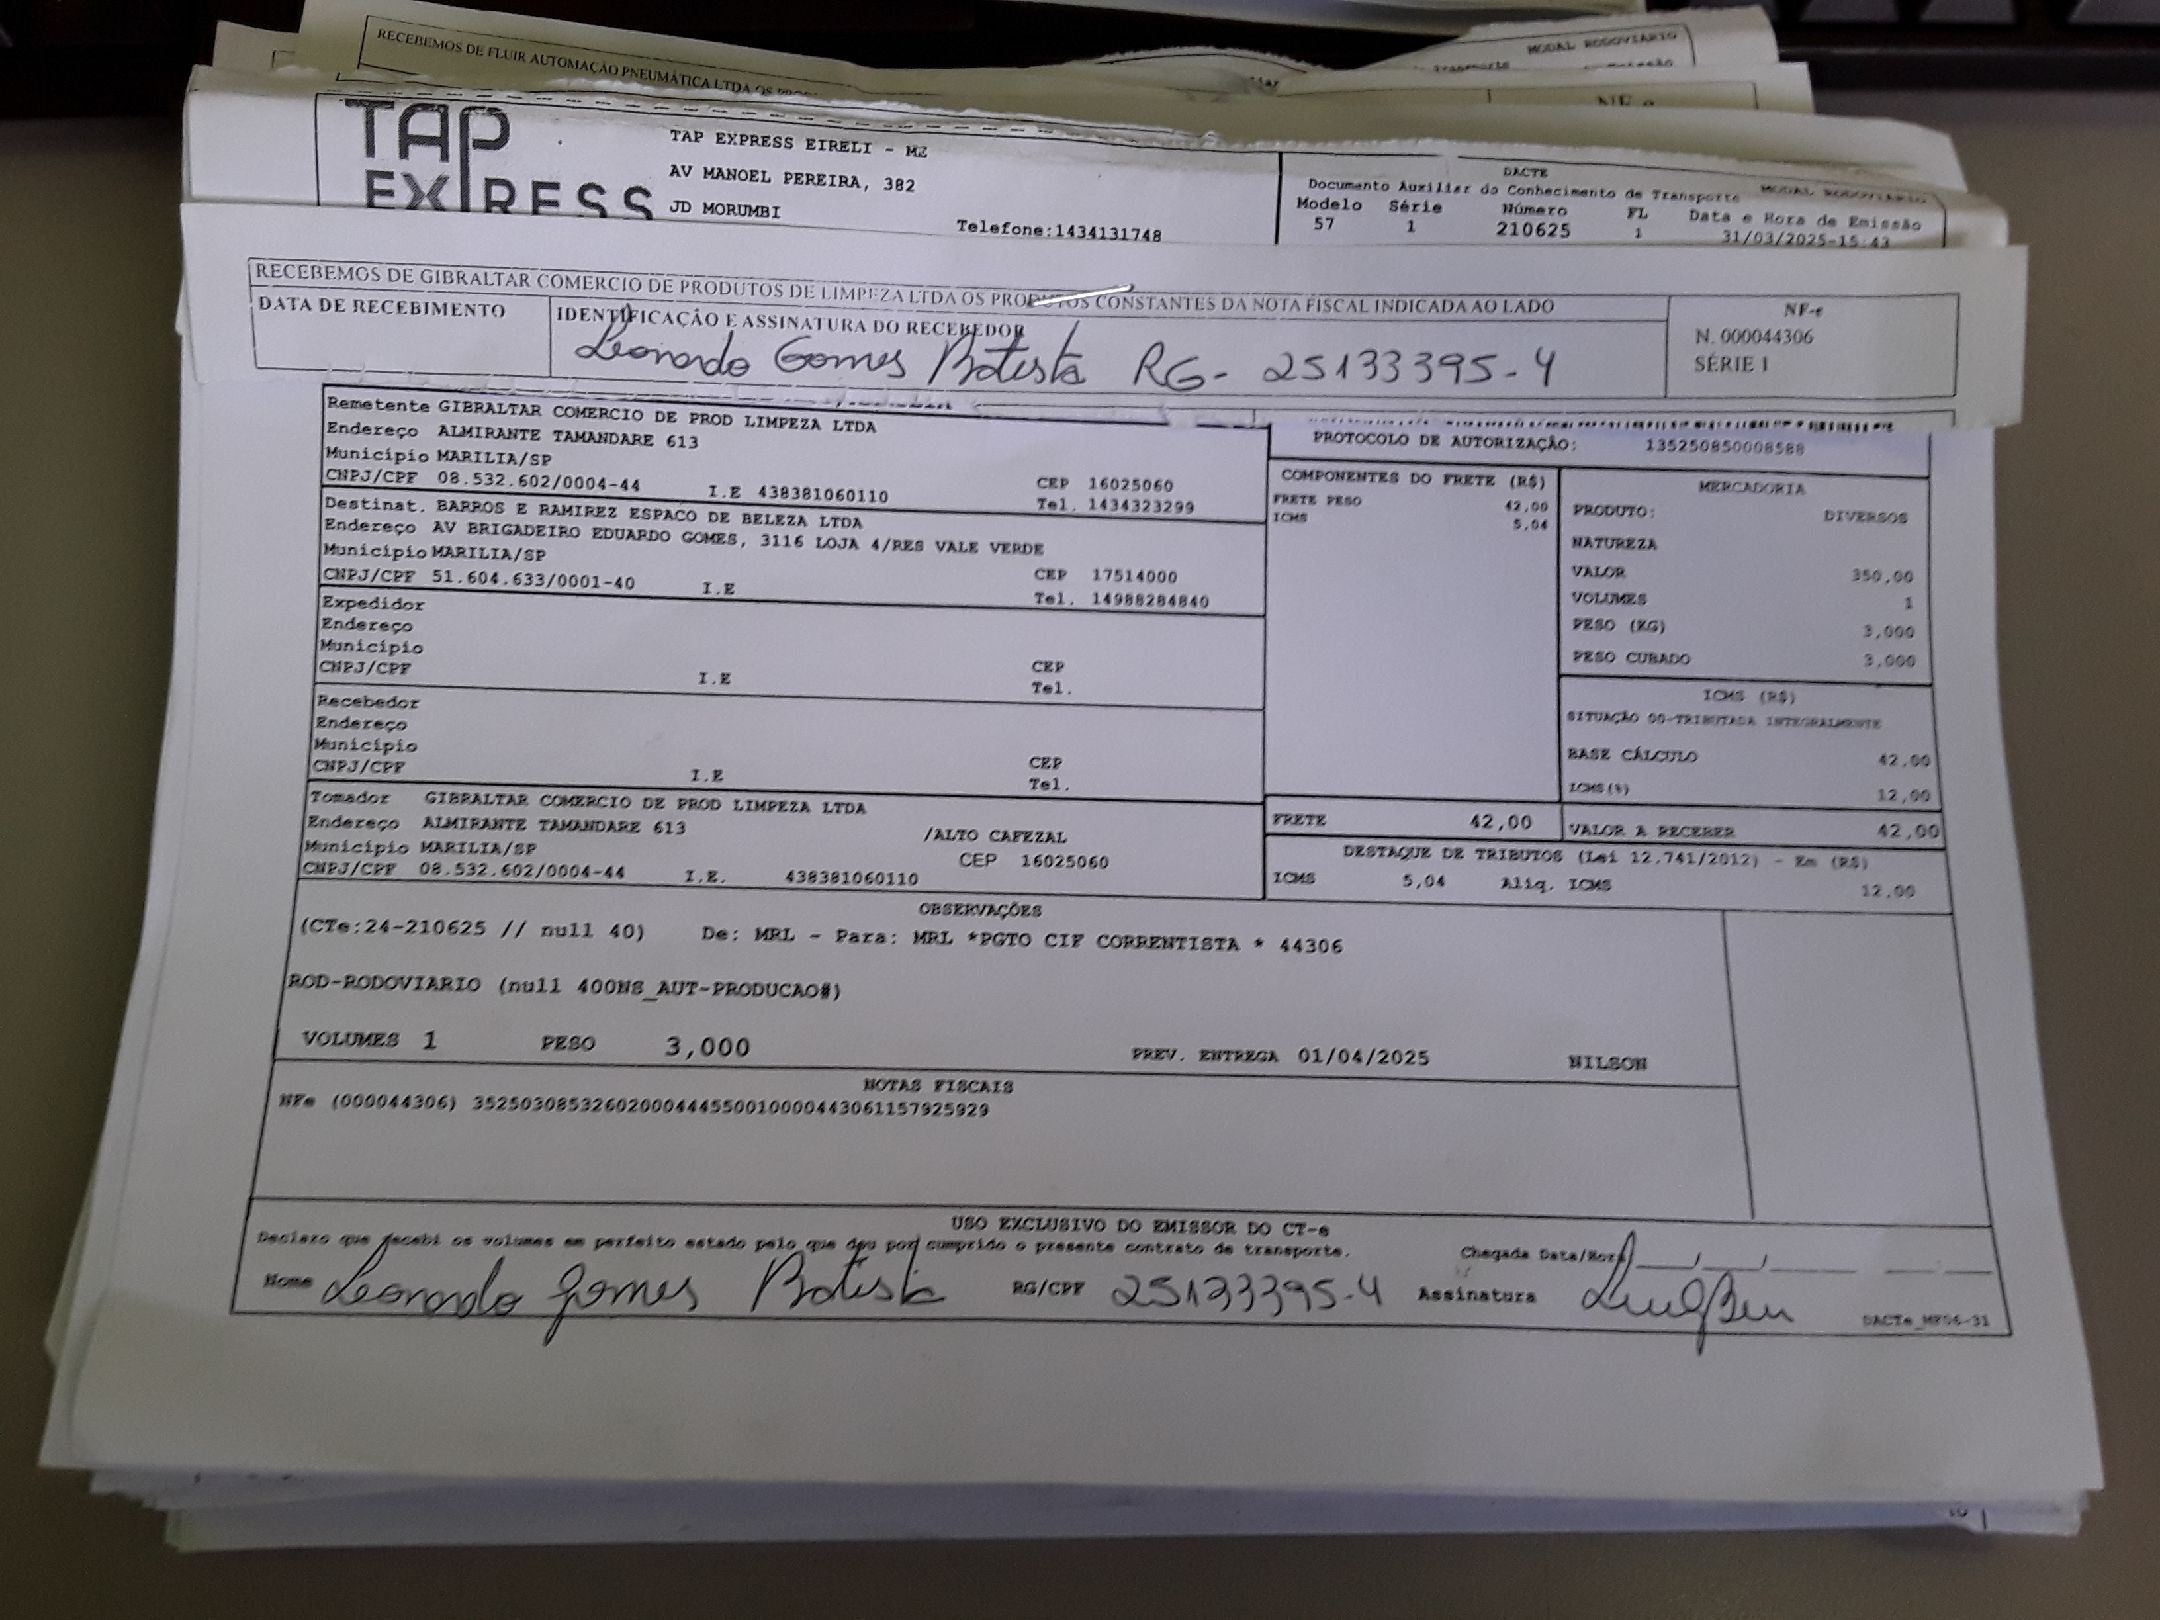 RECEBEMOS DE FLUIR AUTOMAÇÃO PNEUMÁTICA LTDA OS
MODAL RODOVIARIO
NF-e
TAP EXPRESS
TAP EXPRESS EIRELI - MZ
AV MANOEL PEREIRA, 382
JD MORUMBI
Telefone:1434131748
DACTE
Documento Auxiliar do Conhecimento de Transporte MODAL RODOVIARIO
Modelo Série Número FL Data e Hora de Emissão
57 1 210625 1 31/03/2025-15:43
RECEBEMOS DE GIBRALTAR COMERCIO DE PRODUTOS DE LIMPEZA LTDA OS PRODUTOS CONSTANTES DA NOTA FISCAL INDICADA AO LADO
DATA DE RECEBIMENTO
IDENTIFICAÇÃO E ASSINATURA DO RECEBEDOR
Leonardo Gomes Batista RG- 25133395-4
NF-e
N. 000044306
SÉRIE 1
Remetente GIBRALTAR COMERCIO DE PROD LIMPEZA LTDA
Endereço ALMIRANTE TAMANDARE 613
Município MARILIA/SP
CEP 16025060
CNPJ/CPF 08.532.602/0004-44 I.E 438381060110 Tel. 1434323299
Destinat. BARROS E RAMIREZ ESPACO DE BELEZA LTDA
Endereço AV BRIGADEIRO EDUARDO GOMES, 3116 LOJA 4/RES VALE VERDE
Município MARILIA/SP CEP 17514000
CNPJ/CPF 51.604.633/0001-40 I.E Tel. 14988284840
Expedidor
Endereço
Município CEP
CNPJ/CPF I.E Tel.
Recebedor
Endereço
Município CEP
CNPJ/CPF I.E Tel.
Tomador GIBRALTAR COMERCIO DE PROD LIMPEZA LTDA
Endereço ALMIRANTE TAMANDARE 613 /ALTO CAFEZAL
Município MARILIA/SP CEP 16025060
CNPJ/CPF 08.532.602/0004-44 I.E. 438381060110
PROTOCOLO DE AUTORIZAÇÃO: 135250850008588
COMPONENTES DO FRETE (R$)
FRETE PESO 42,00
ICMS 5,04
MERCADORIA
PRODUTO: DIVERSOS
NATUREZA
VALOR 350,00
VOLUMES 1
PESO (KG) 3,000
PESO CUBADO 3,000
ICMS (R$)
SITUAÇÃO 00-TRIBUTADA INTEGRALMENTE
BASE CÁLCULO 42,00
ICMS(%) 12,00
FRETE 42,00 VALOR A RECEBER 42,00
DESTAQUE DE TRIBUTOS (Lei 12.741/2012) - Em (R$)
ICMS 5,04 Aliq. ICMS 12,00
OBSERVAÇÕES
(CTe:24-210625 // null 40) De: MRL - Para: MRL *PGTO CIF CORRENTISTA * 44306
ROD-RODOVIARIO (null 400NS_AUT-PRODUCAO#)
VOLUMES 1 PESO 3,000 PREV. ENTREGA 01/04/2025 NILSON
NOTAS FISCAIS
NFe (000044306) 35250308532602000444550010000443061157925929
USO EXCLUSIVO DO EMISSOR DO CT-e
Declaro que recebi os volumes em perfeito estado pelo que dou por cumprido o presente contrato de transporte.
Chegada Data/Hora ___/___/___
Nome Leonardo Gomes Batista RG/CPF 25133395-4 Assinatura